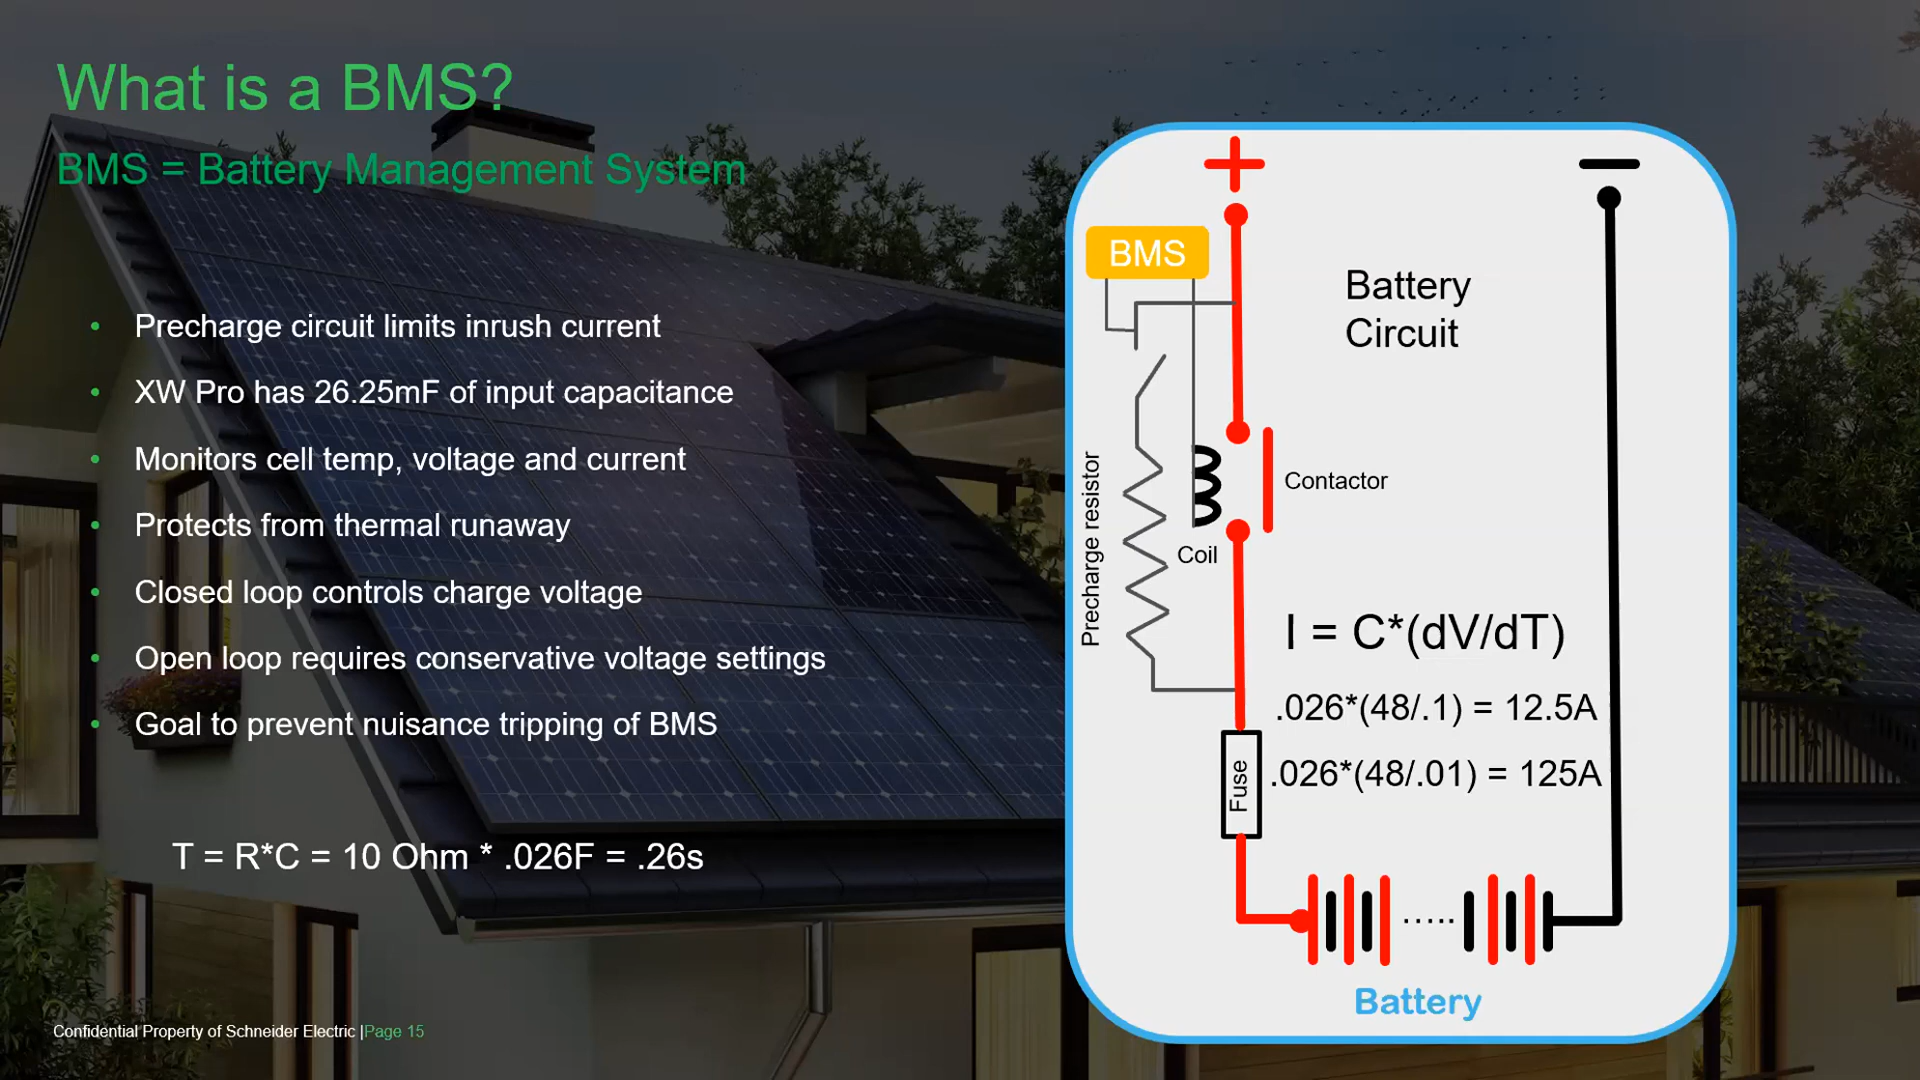 What is a BMS?
BMS = Battery Management System
• Precharge circuit limits inrush current
• XW Pro has 26.25mF of input capacitance
• Monitors cell temp, voltage and current
• Protects from thermal runaway
• Closed loop controls charge voltage
• Open loop requires conservative voltage settings
• Goal to prevent nuisance tripping of BMS
T = R*C = 10 Ohm * .026F = .26s
+
−
BMS
Battery
Circuit
Precharge resistor
Coil
Contactor
I = C*(dV/dT)
.026*(48/.1) = 12.5A
.026*(48/.01) = 125A
Fuse
.....
Battery
Confidential Property of Schneider Electric |Page 15